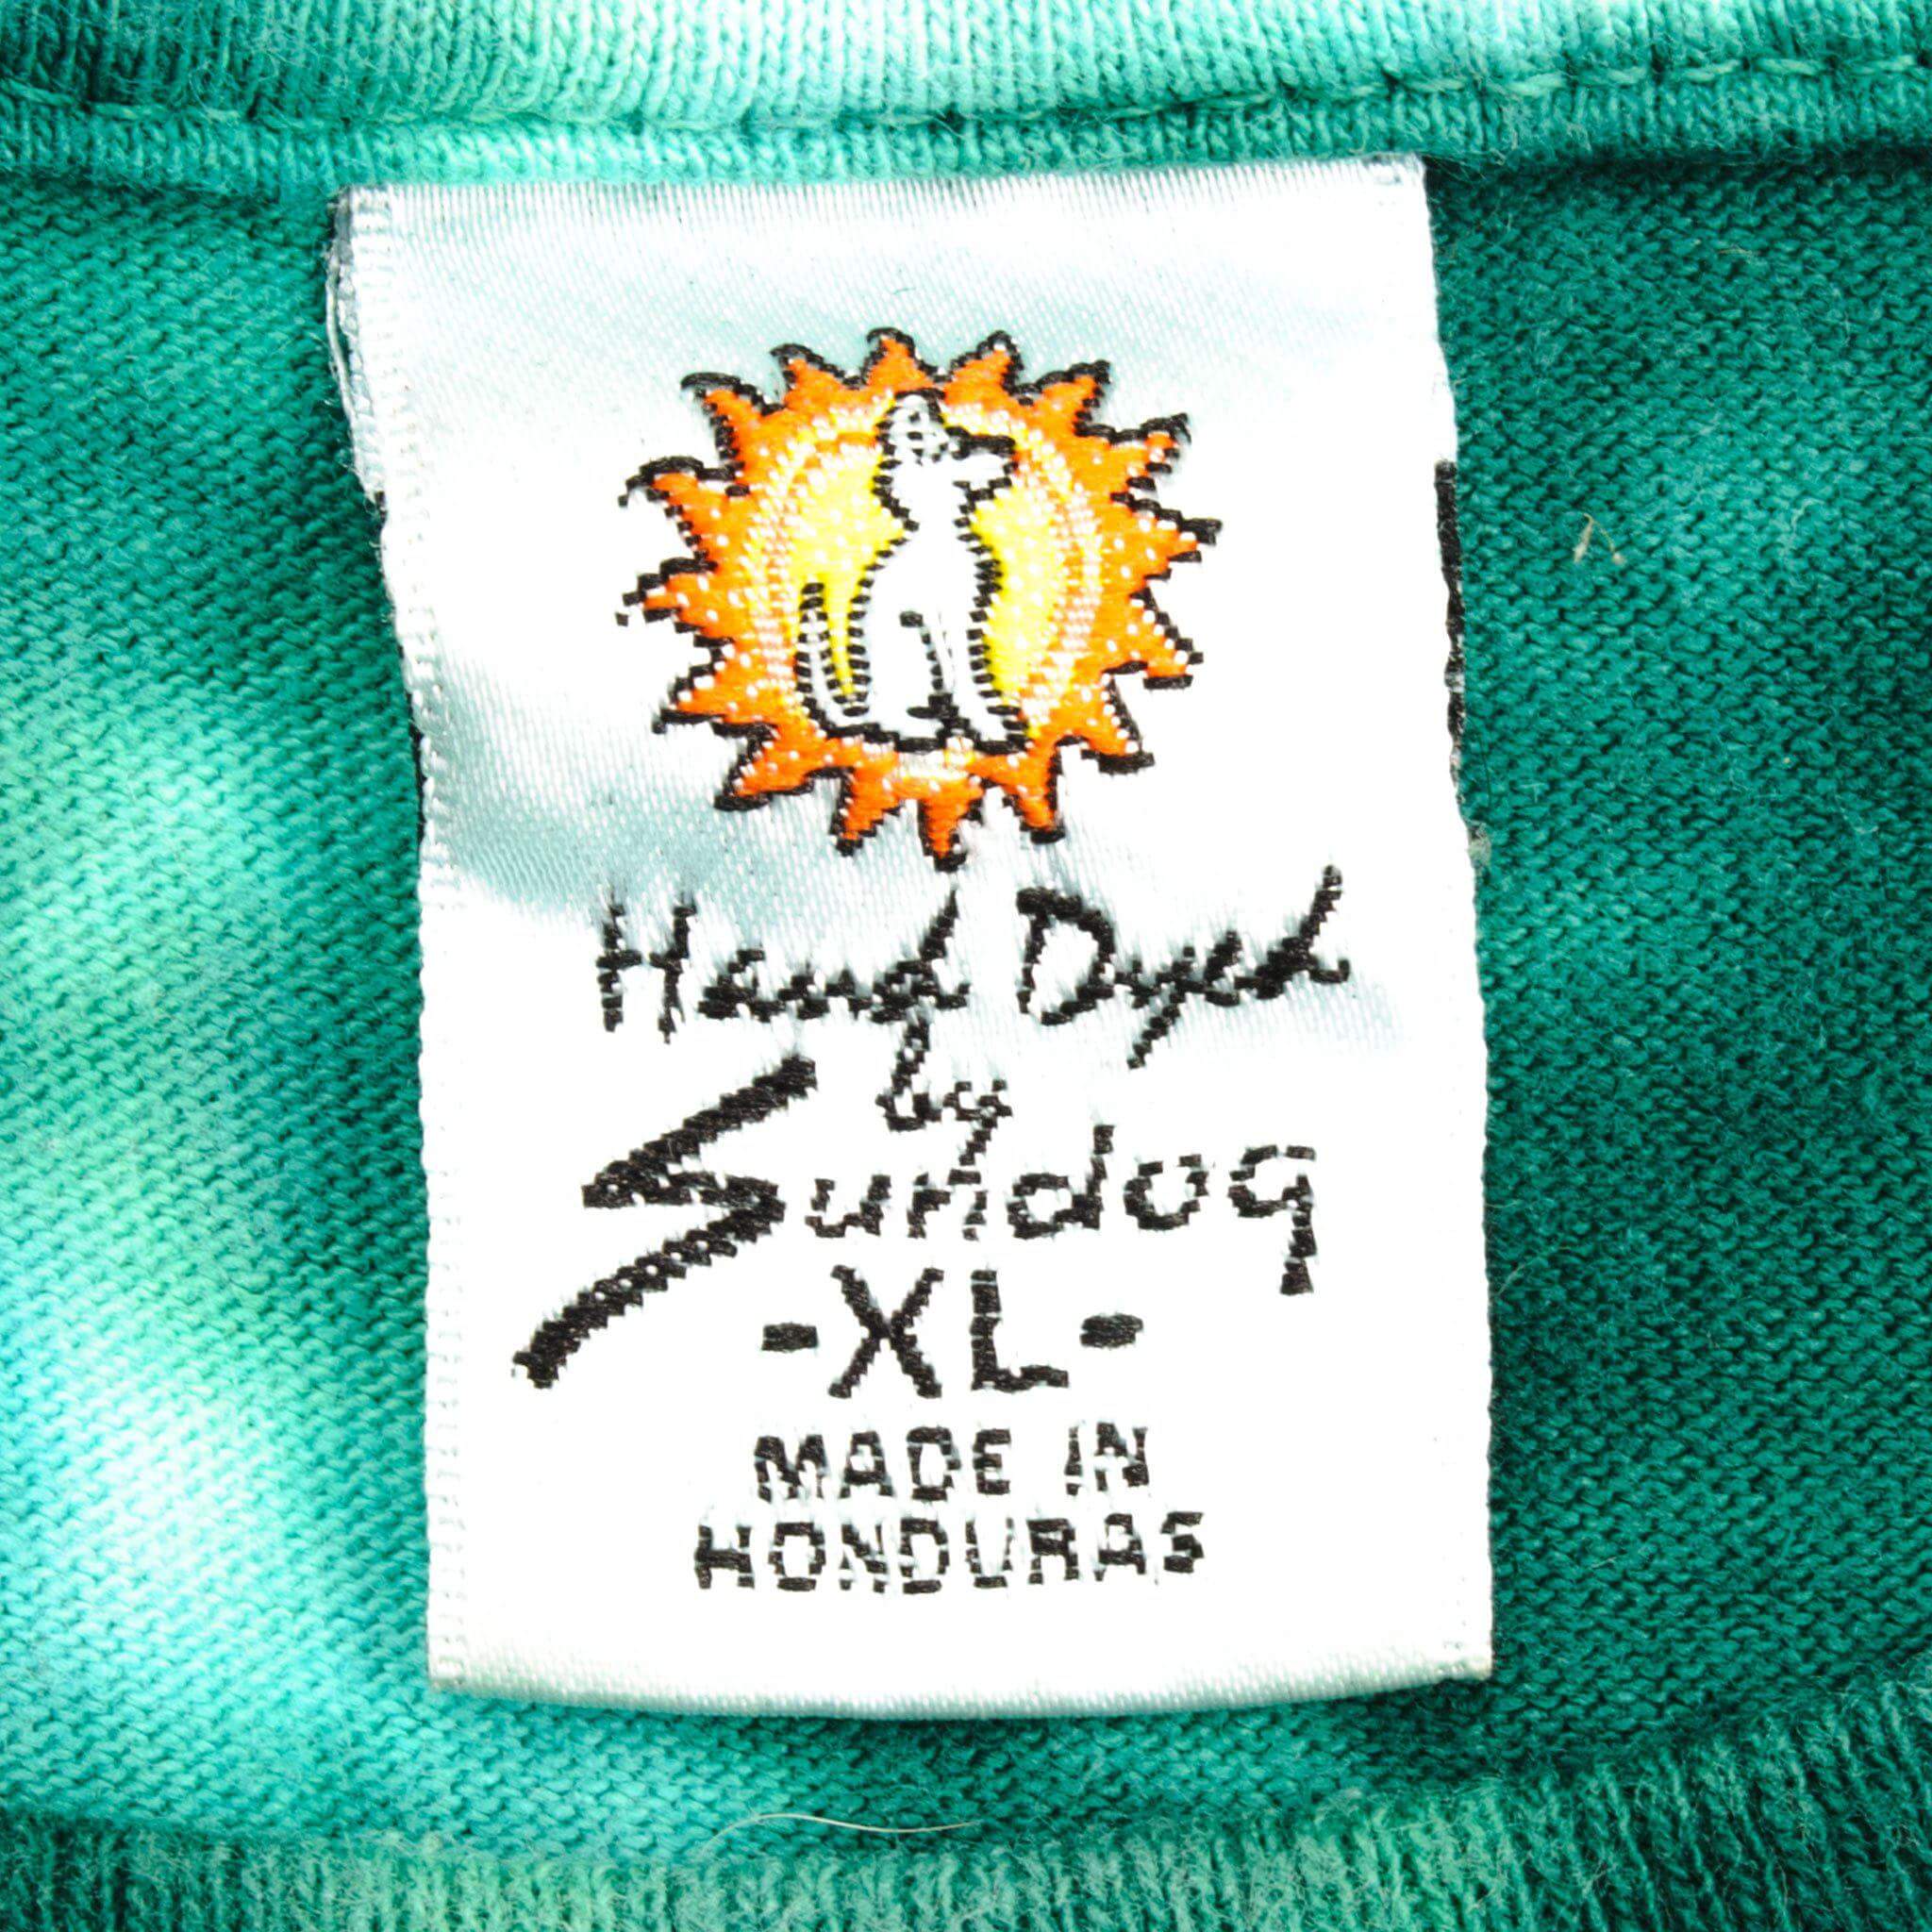 Hand Dyed
by
Sundog
-XL-
MADE IN
HONDURAS